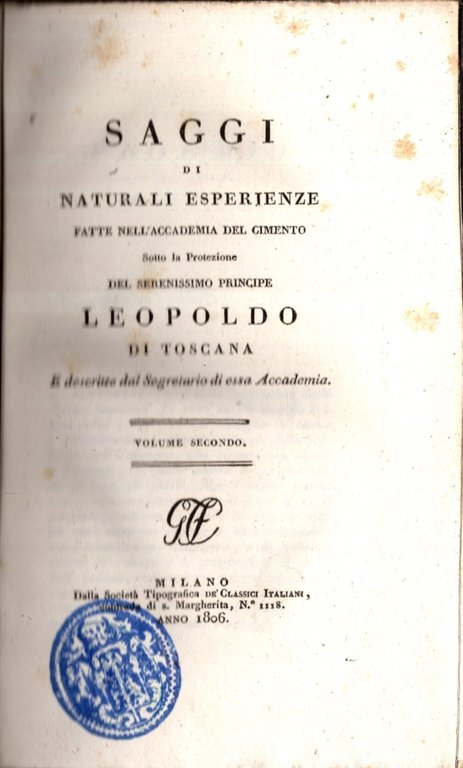 SAGGI
DI
NATURALI ESPERIENZE
FATTE NELL'ACCADEMIA DEL CIMENTO
Sotto la Protezione
DEL SERENISSIMO PRINCIPE
LEOPOLDO
DI TOSCANA
E descritte dal Segretario di essa Accademia.
VOLUME SECONDO.
MILANO
Dalla Società Tipografica DE' CLASSICI ITALIANI,
contrada di s. Margherita, N.° 1118.
ANNO 1806.